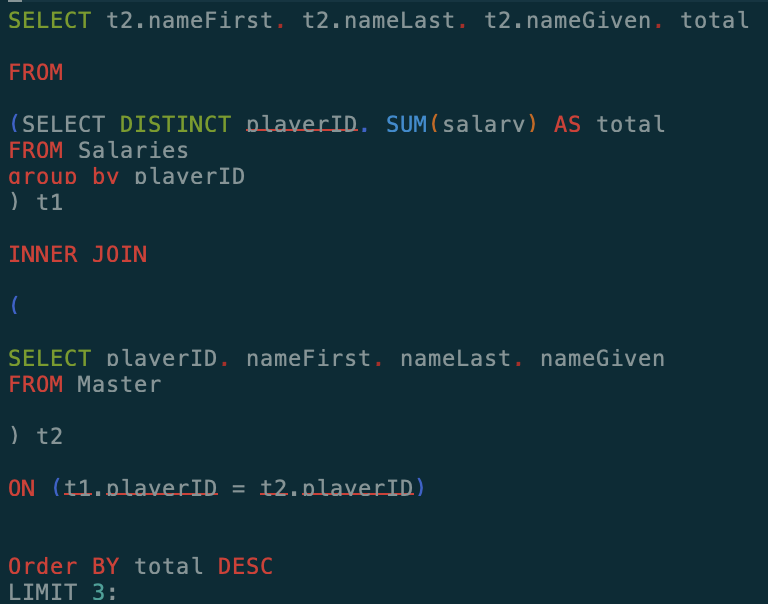 SELECT t2.nameFirst, t2.nameLast, t2.nameGiven, total
FROM
(SELECT DISTINCT playerID, SUM(salary) AS total
FROM Salaries
group by playerID
) t1
INNER JOIN
(
SELECT playerID, nameFirst, nameLast, nameGiven
FROM Master
) t2
ON (t1.playerID = t2.playerID)
Order BY total DESC
LIMIT 3;